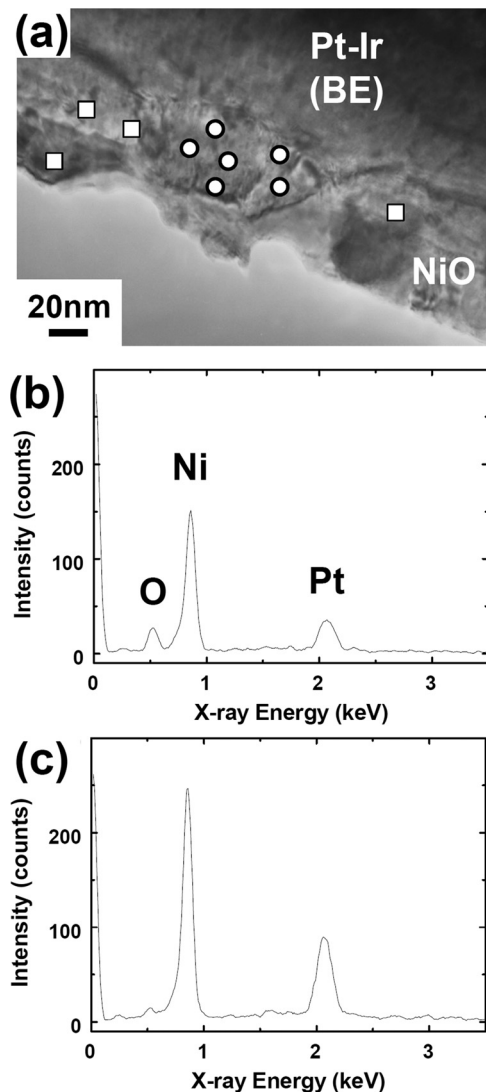 (a)
Pt-Ir
(BE)
NiO
20nm
(b)
Intensity (counts)
200
100
0
O
Ni
Pt
0 1 2 3
X-ray Energy (keV)
(c)
Intensity (counts)
200
100
0
0 1 2 3
X-ray Energy (keV)